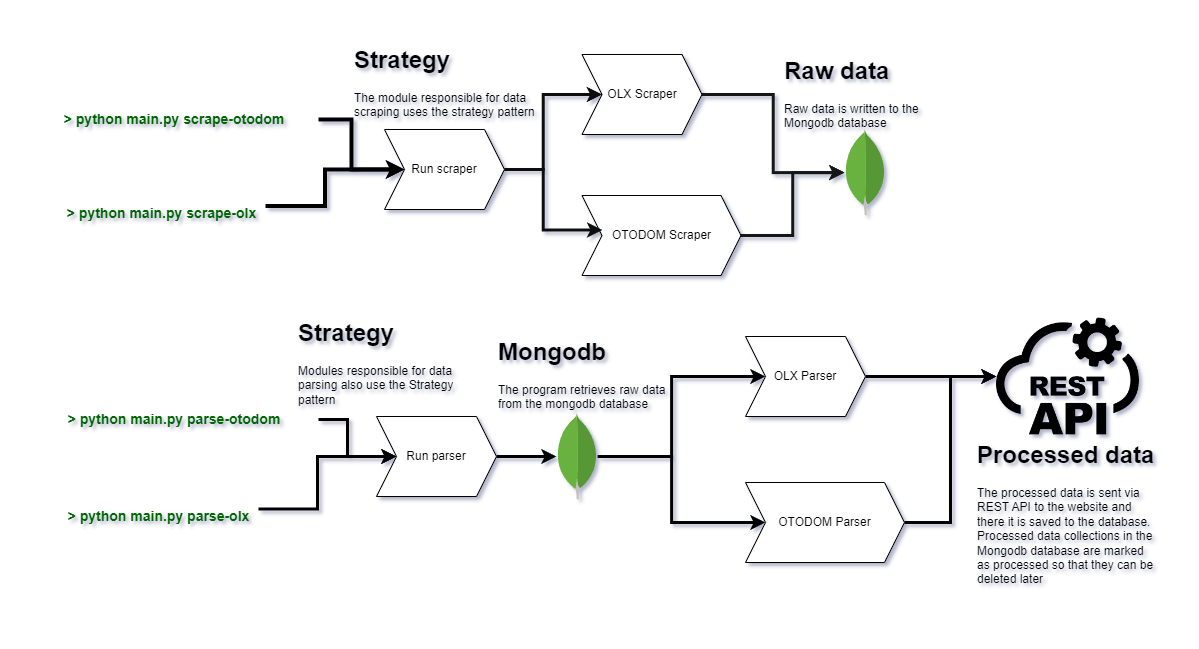 Strategy
The module responsible for data
scraping uses the strategy pattern
> python main.py scrape-otodom
> python main.py scrape-olx
Run scraper
OLX Scraper
OTODOM Scraper
Raw data
Raw data is written to the
Mongodb database
Strategy
Modules responsible for data
parsing also use the Strategy
pattern
> python main.py parse-otodom
> python main.py parse-olx
Run parser
Mongodb
The program retrieves raw data
from the mongodb database
OLX Parser
OTODOM Parser
REST
API
Processed data
The processed data is sent via
REST API to the website and
there it is saved to the database.
Processed data collections in the
Mongodb database are marked
as processed so that they can be
deleted later